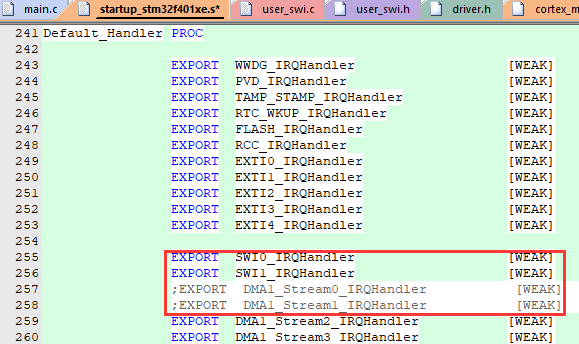 main.c startup_stm32f401xe.s* user_swi.c user_swi.h driver.h cortex_m
241 Default_Handler PROC
242
243 EXPORT WWDG_IRQHandler [WEAK]
244 EXPORT PVD_IRQHandler [WEAK]
245 EXPORT TAMP_STAMP_IRQHandler [WEAK]
246 EXPORT RTC_WKUP_IRQHandler [WEAK]
247 EXPORT FLASH_IRQHandler [WEAK]
248 EXPORT RCC_IRQHandler [WEAK]
249 EXPORT EXTI0_IRQHandler [WEAK]
250 EXPORT EXTI1_IRQHandler [WEAK]
251 EXPORT EXTI2_IRQHandler [WEAK]
252 EXPORT EXTI3_IRQHandler [WEAK]
253 EXPORT EXTI4_IRQHandler [WEAK]
254
255 EXPORT SWI0_IRQHandler [WEAK]
256 EXPORT SWI1_IRQHandler [WEAK]
257 ;EXPORT DMA1_Stream0_IRQHandler [WEAK]
258 ;EXPORT DMA1_Stream1_IRQHandler [WEAK]
259 EXPORT DMA1_Stream2_IRQHandler [WEAK]
260 EXPORT DMA1_Stream3_IRQHandler [WEAK]